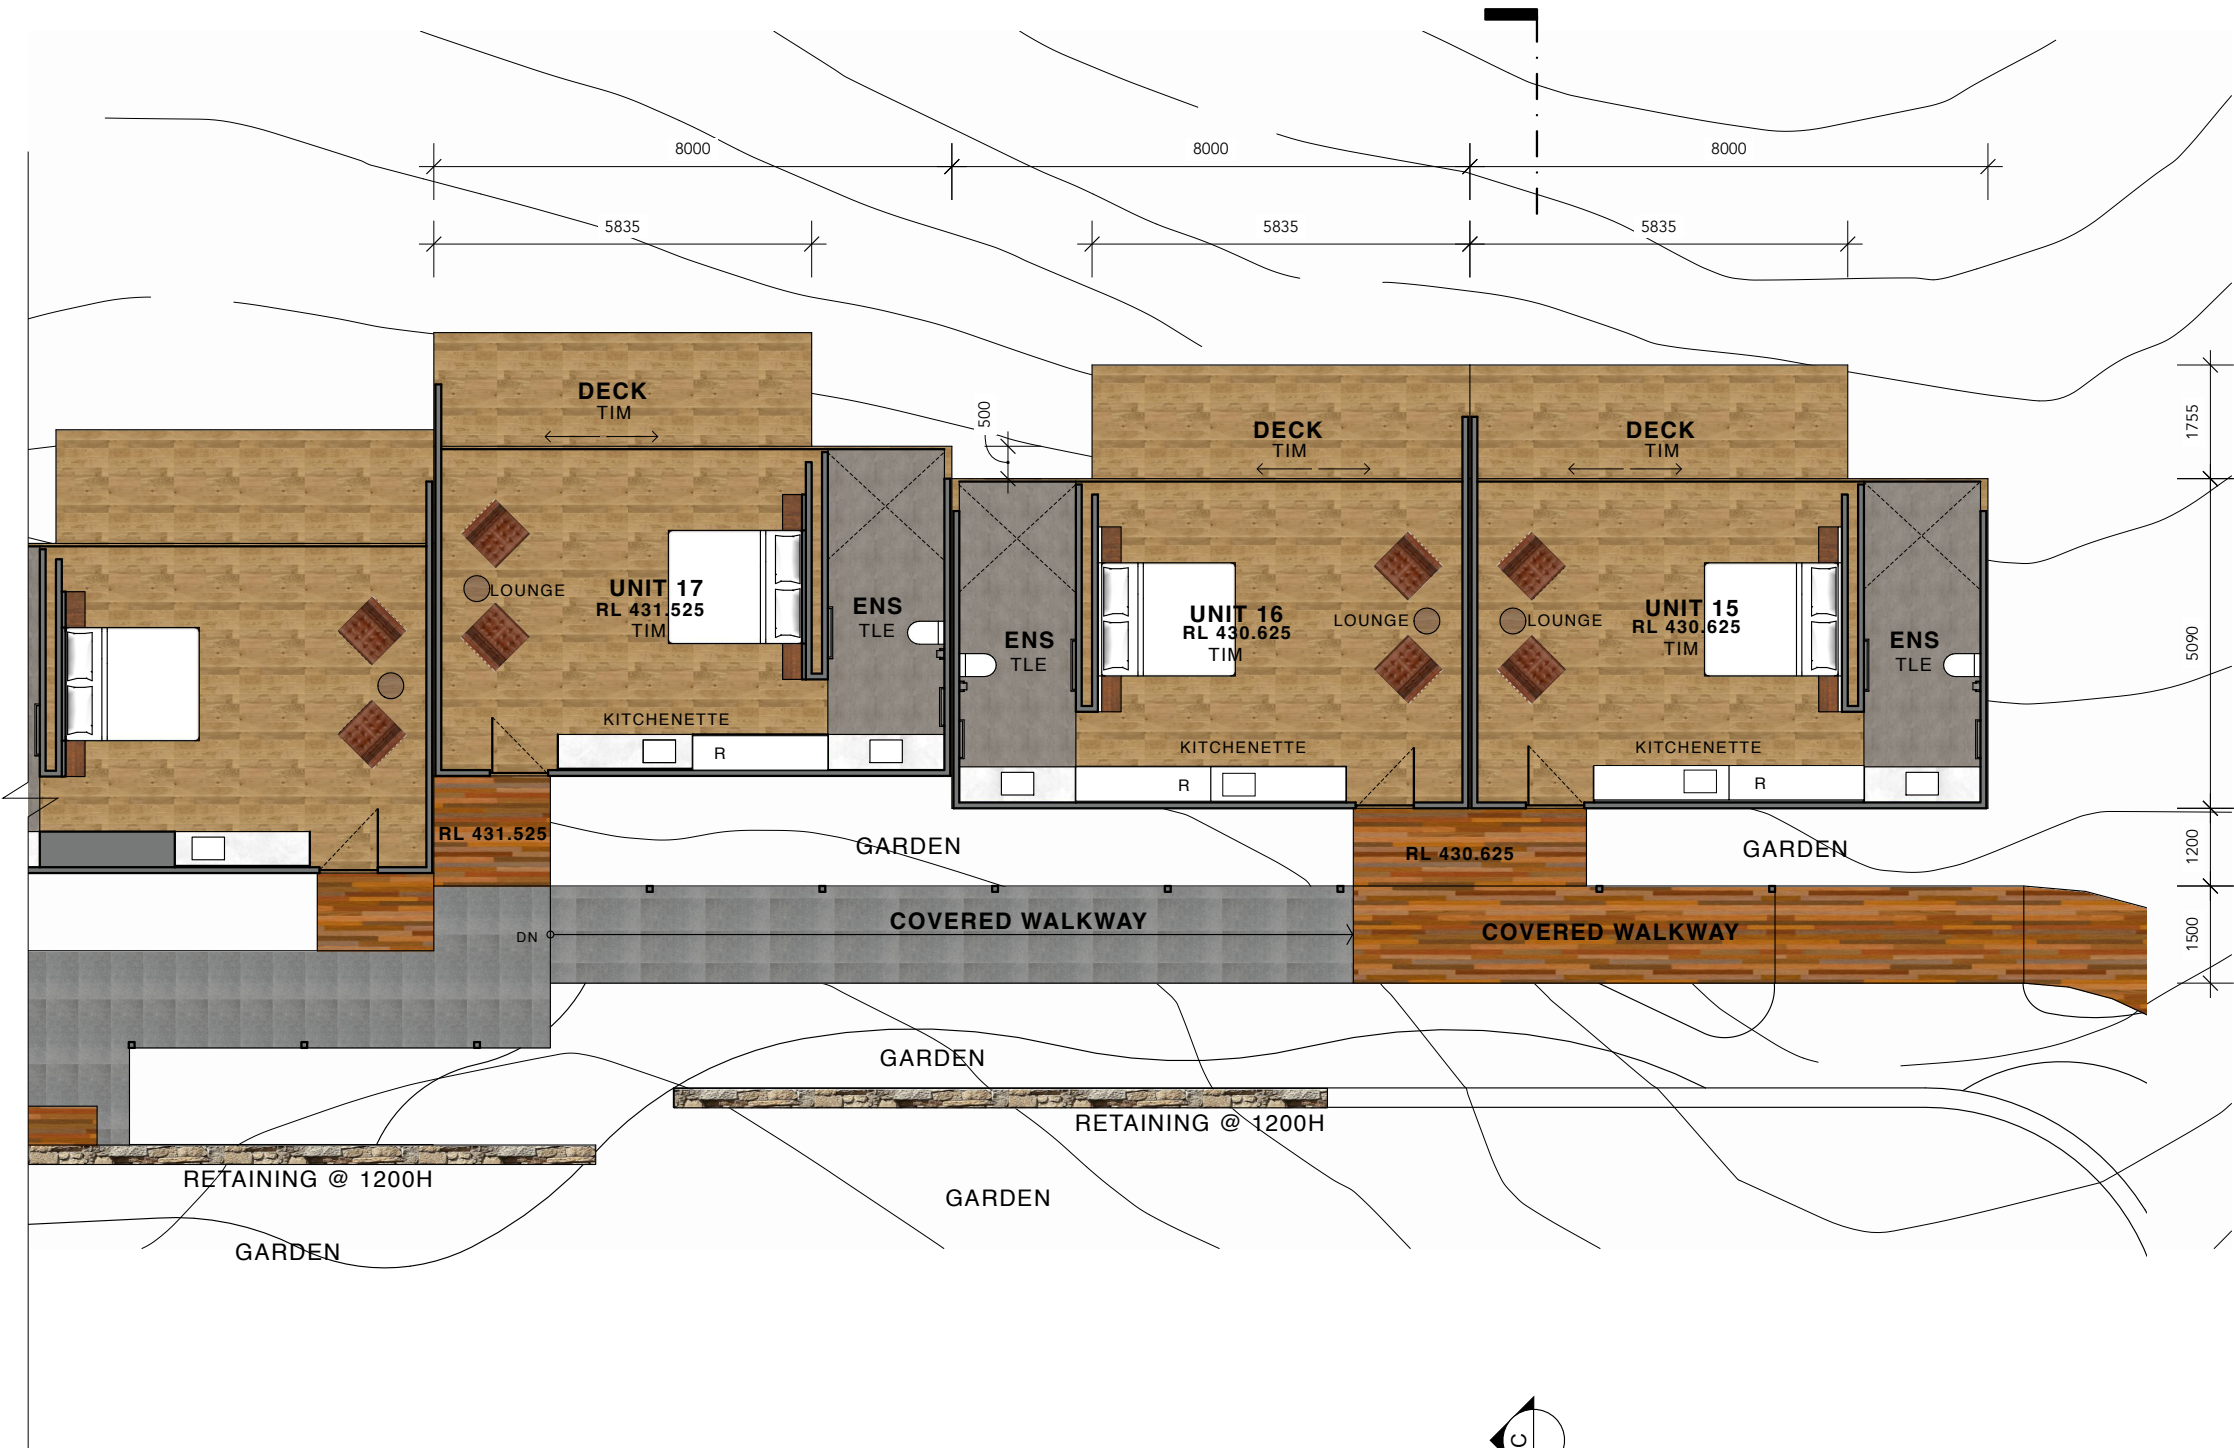 8000
8000
8000
5835
5835
5835
1755
500
5090
1200
1500
DECK
TIM
DECK
TIM
DECK
TIM
LOUNGE
UNIT 17
RL 431.525
TIM
ENS
TLE
KITCHENETTE
R
ENS
TLE
UNIT 16
RL 430.625
TIM
LOUNGE
KITCHENETTE
R
LOUNGE
UNIT 15
RL 430.625
TIM
ENS
TLE
KITCHENETTE
R
RL 431.525
GARDEN
RL 430.625
GARDEN
DN
COVERED WALKWAY
COVERED WALKWAY
GARDEN
RETAINING @ 1200H
RETAINING @ 1200H
GARDEN
GARDEN
C